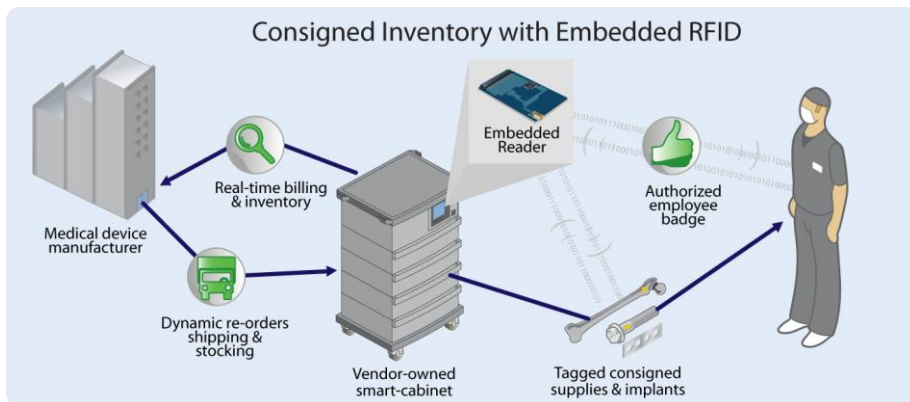 Consigned Inventory with Embedded RFID
Embedded
Reader
Real-time billing
& inventory
Authorized
employee
badge
Medical device
manufacturer
Dynamic re-orders
shipping &
stocking
Vendor-owned
smart-cabinet
Tagged consigned
supplies & implants